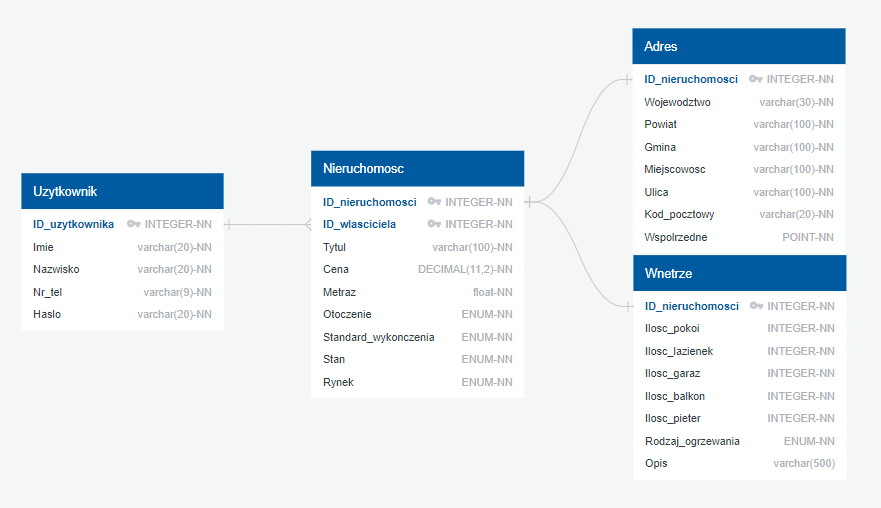 Uzytkownik
ID_uzytkownika INTEGER-NN
Imie varchar(20)-NN
Nazwisko varchar(20)-NN
Nr_tel varchar(9)-NN
Haslo varchar(20)-NN
Nieruchomosc
ID_nieruchomosci INTEGER-NN
ID_wlasciciela INTEGER-NN
Tytul varchar(100)-NN
Cena DECIMAL(11,2)-NN
Metraz float-NN
Otoczenie ENUM-NN
Standard_wykonczenia ENUM-NN
Stan ENUM-NN
Rynek ENUM-NN
Adres
ID_nieruchomosci INTEGER-NN
Wojewodztwo varchar(30)-NN
Powiat varchar(100)-NN
Gmina varchar(100)-NN
Miejscowosc varchar(100)-NN
Ulica varchar(100)-NN
Kod_pocztowy varchar(20)-NN
Wspolrzedne POINT-NN
Wnetrze
ID_nieruchomosci INTEGER-NN
Ilosc_pokoi INTEGER-NN
Ilosc_lazienek INTEGER-NN
Ilosc_garaz INTEGER-NN
Ilosc_balkon INTEGER-NN
Ilosc_pieter INTEGER-NN
Rodzaj_ogrzewania ENUM-NN
Opis varchar(500)